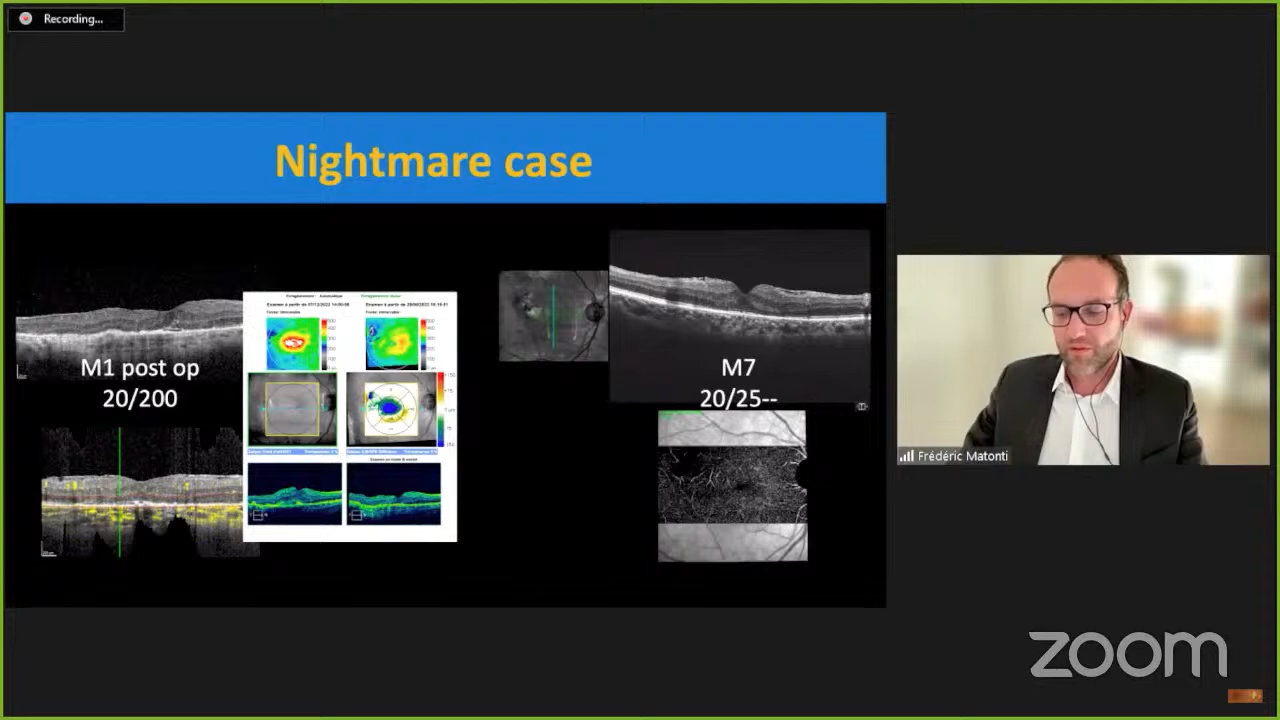 Recording...
Nightmare case
M1 post op
20/200
M7
20/25--
Frédéric Matonti
zoom